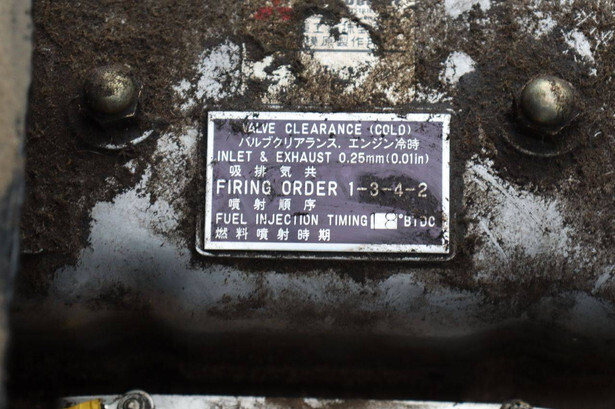 VALVE CLEARANCE (COLD)
バルブクリアランス, エンジン冷時
INLET & EXHAUST 0.25mm(0.01in)
吸排気共
FIRING ORDER 1-3-4-2
噴射順序
FUEL INJECTION TIMING 18°BTDC
燃料噴射時期